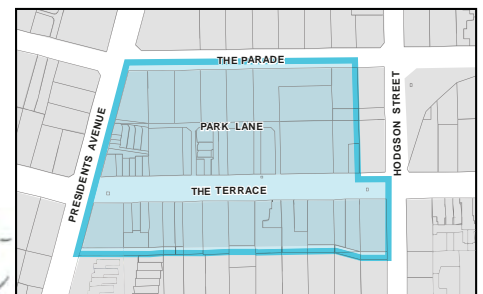 THE PARADE
PARK LANE
THE TERRACE
PRESIDENTS AVENUE
HODGSON STREET